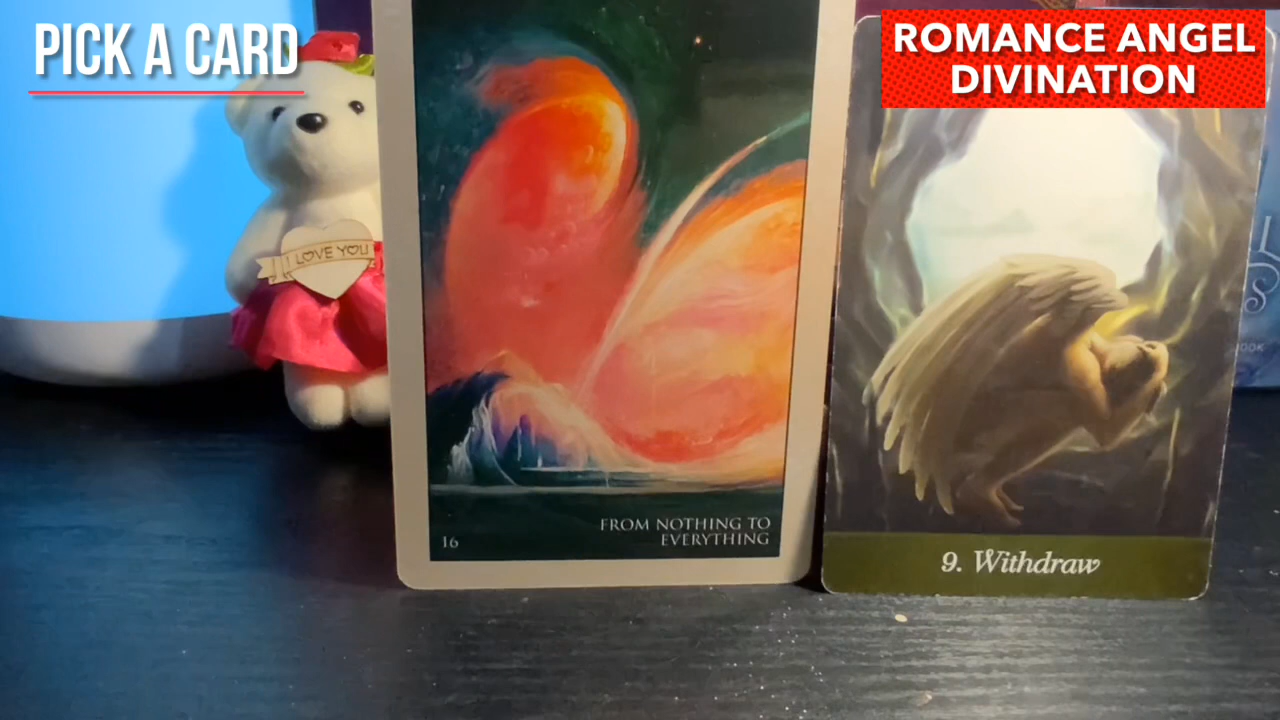 PICK A CARD
ROMANCE ANGEL
DIVINATION
I LOVE YOU
16
FROM NOTHING TO
EVERYTHING
9. Withdraw